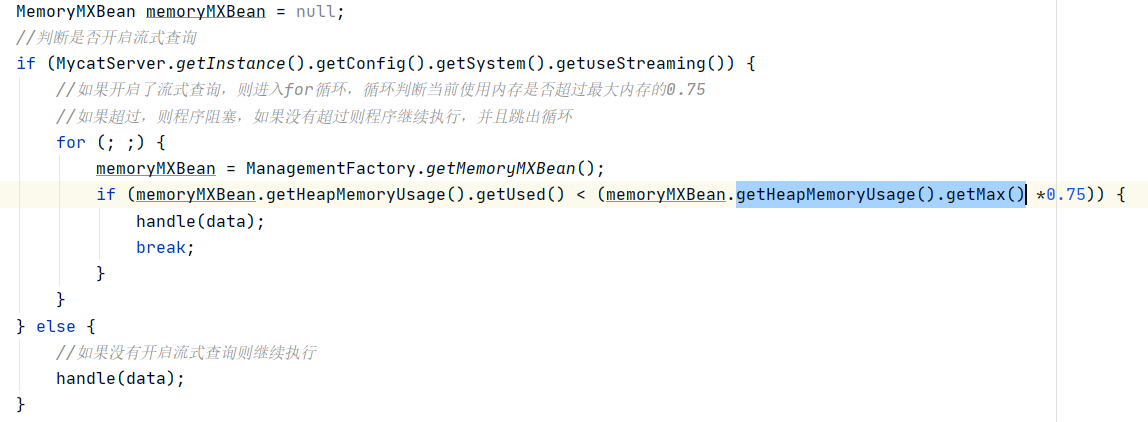 MemoryMXBean memoryMXBean = null;
//判断是否开启流式查询
if (MycatServer.getInstance().getConfig().getSystem().getuseStreaming()) {
    //如果开启了流式查询，则进入for循环，循环判断当前使用内存是否超过最大内存的0.75
    //如果超过，则程序阻塞，如果没有超过则程序继续执行，并且跳出循环
    for (; ;) {
        memoryMXBean = ManagementFactory.getMemoryMXBean();
        if (memoryMXBean.getHeapMemoryUsage().getUsed() < (memoryMXBean.getHeapMemoryUsage().getMax() *0.75)) {
            handle(data);
            break;
        }
    }
} else {
    //如果没有开启流式查询则继续执行
    handle(data);
}